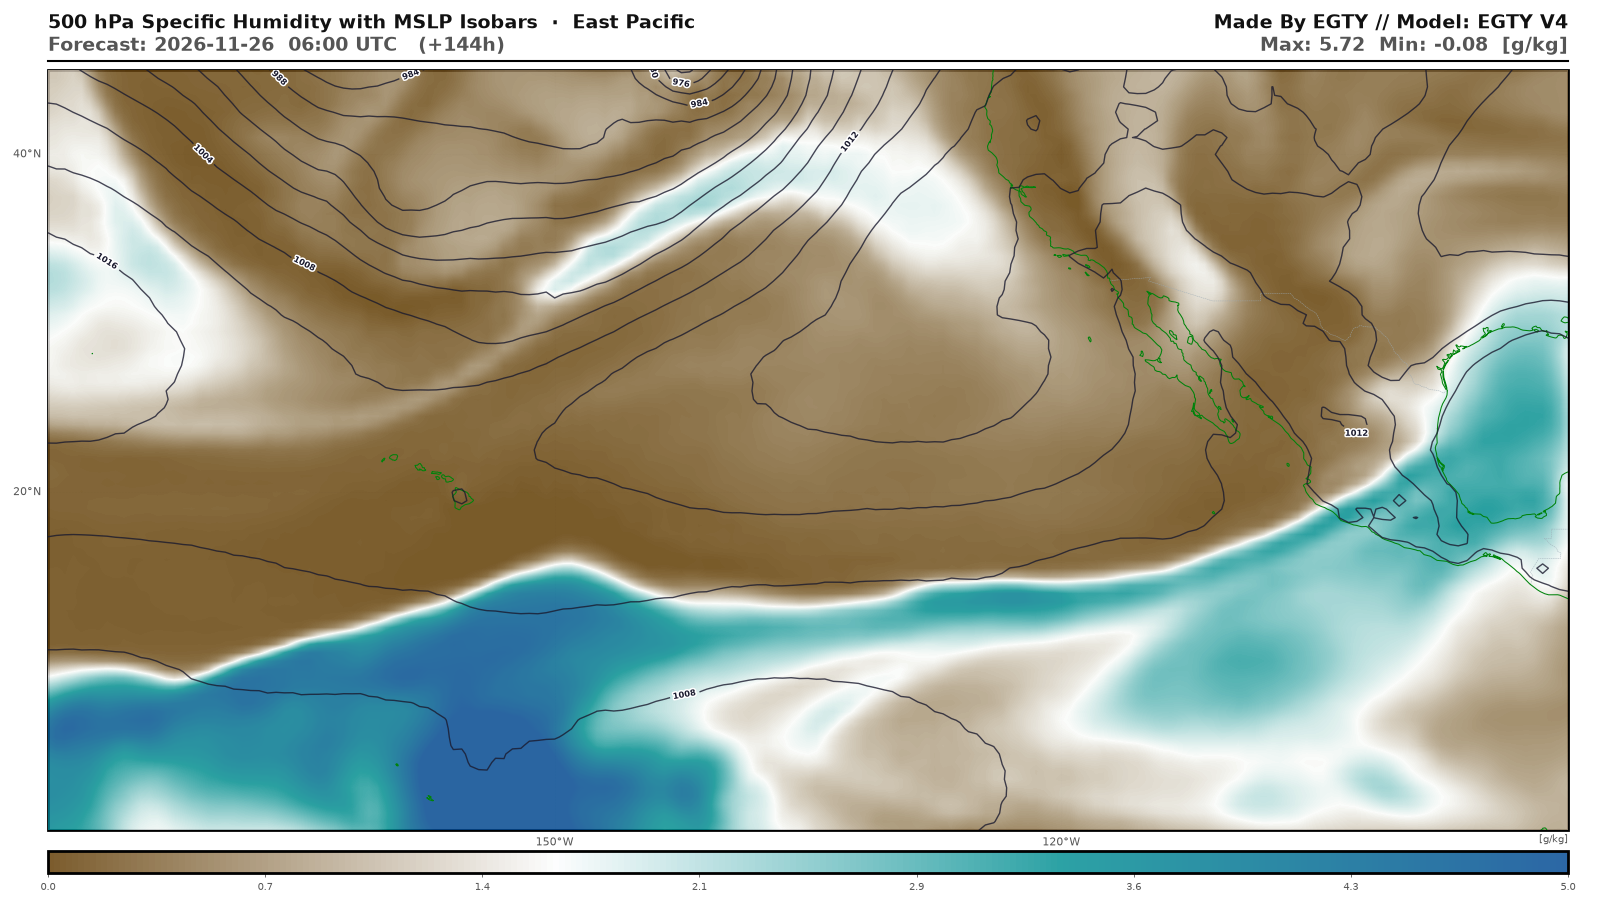 500 hPa Specific Humidity with MSLP Isobars · East Pacific
Made By EGTY // Model: EGTY V4
Forecast: 2026-11-26 06:00 UTC (+144h)
Max: 5.72 Min: -0.08 [g/kg]
988
984
976
984
1004
1012
40°N
1016
1008
1012
20°N
1008
150°W
120°W
[g/kg]
0.0
0.7
1.4
2.1
2.9
3.6
4.3
5.0